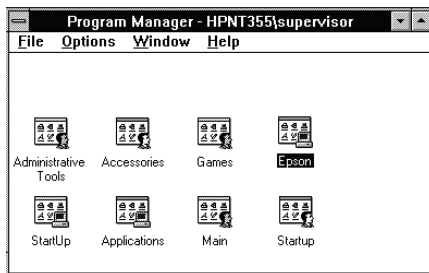 Program Manager - HPNT355\supervisor
File Options Window Help
Administrative Tools Accessories Games Epson
StartUp Applications Main Startup